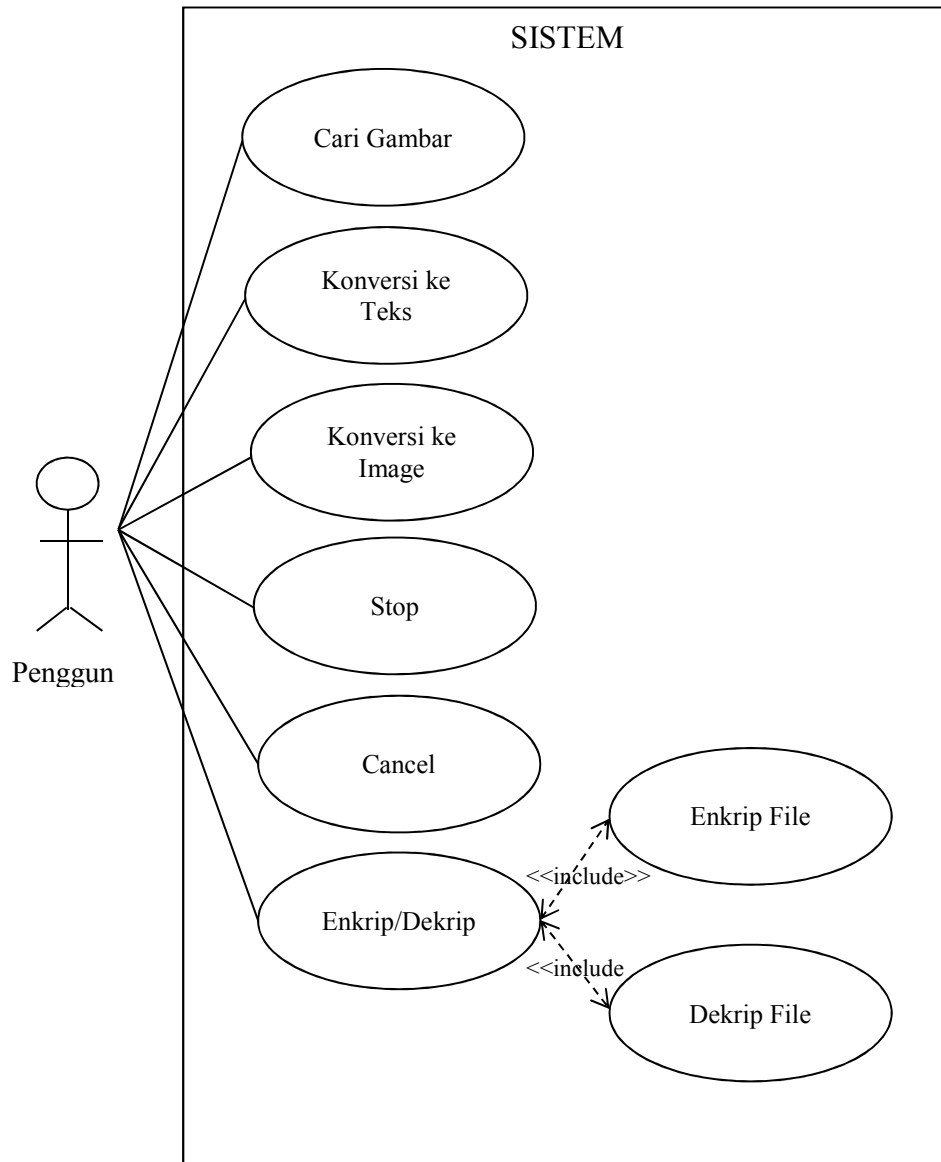 SISTEM
Cari Gambar
Konversi ke
Teks
Konversi ke
Image
Stop
Penggun
Cancel
Enkrip File
<<include>>
Enkrip/Dekrip
<<include
Dekrip File